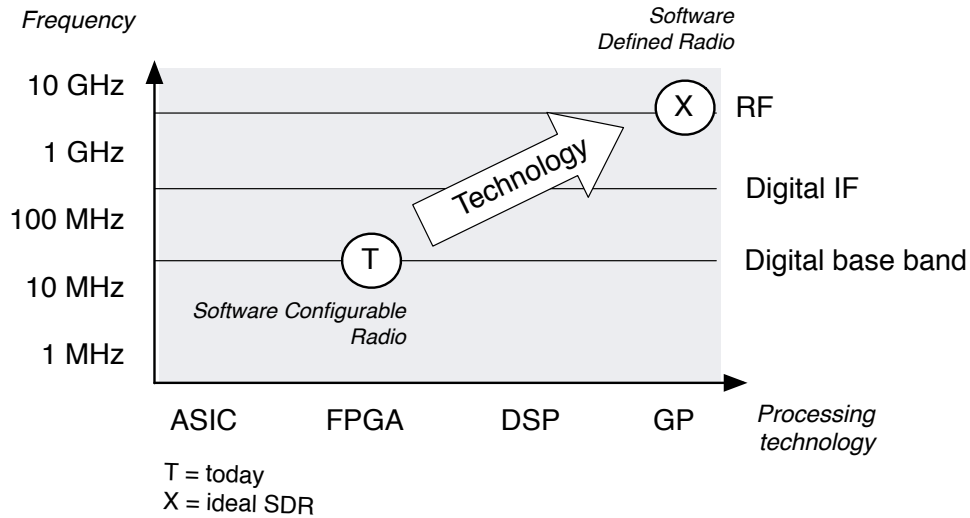 Frequency
Software
Defined Radio
10 GHz
X
RF
1 GHz
Technology
Digital IF
100 MHz
T
Digital base band
10 MHz
Software Configurable
Radio
1 MHz
ASIC
FPGA
DSP
GP
Processing
technology
T = today
X = ideal SDR